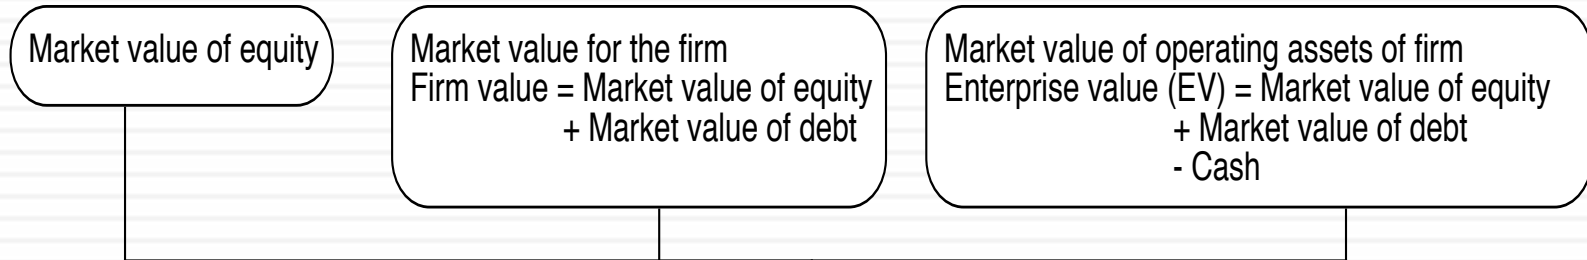 Market value of equity
Market value for the firm
Firm value = Market value of equity
+ Market value of debt
Market value of operating assets of firm
Enterprise value (EV) = Market value of equity
+ Market value of debt
- Cash